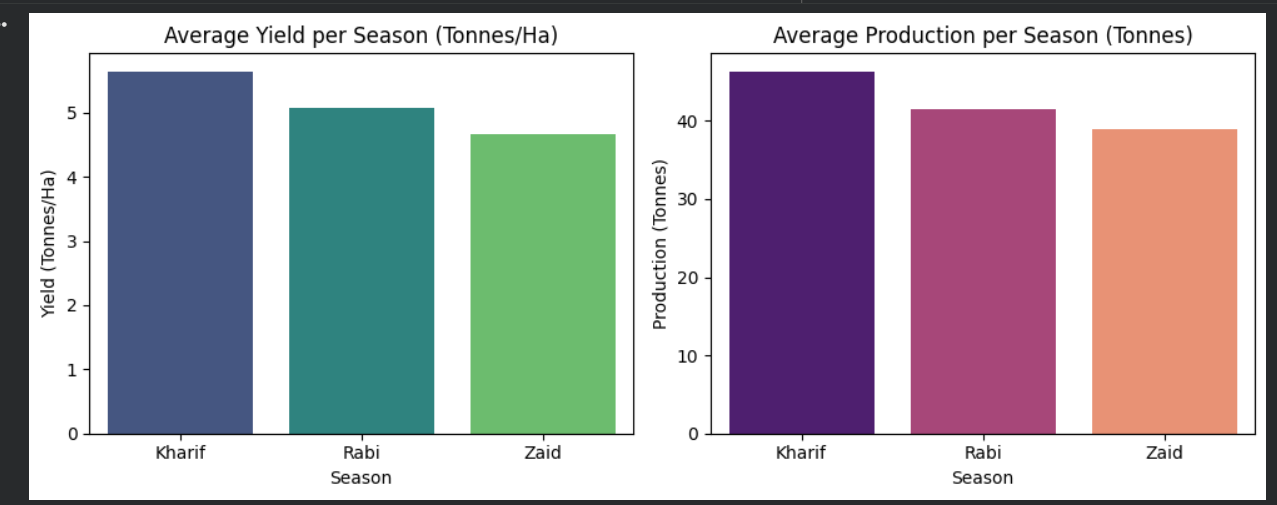 Average Yield per Season (Tonnes/Ha)
Yield (Tonnes/Ha)
5
4
3
2
1
0
Kharif Rabi Zaid
Season
Average Production per Season (Tonnes)
Production (Tonnes)
40
30
20
10
0
Kharif Rabi Zaid
Season